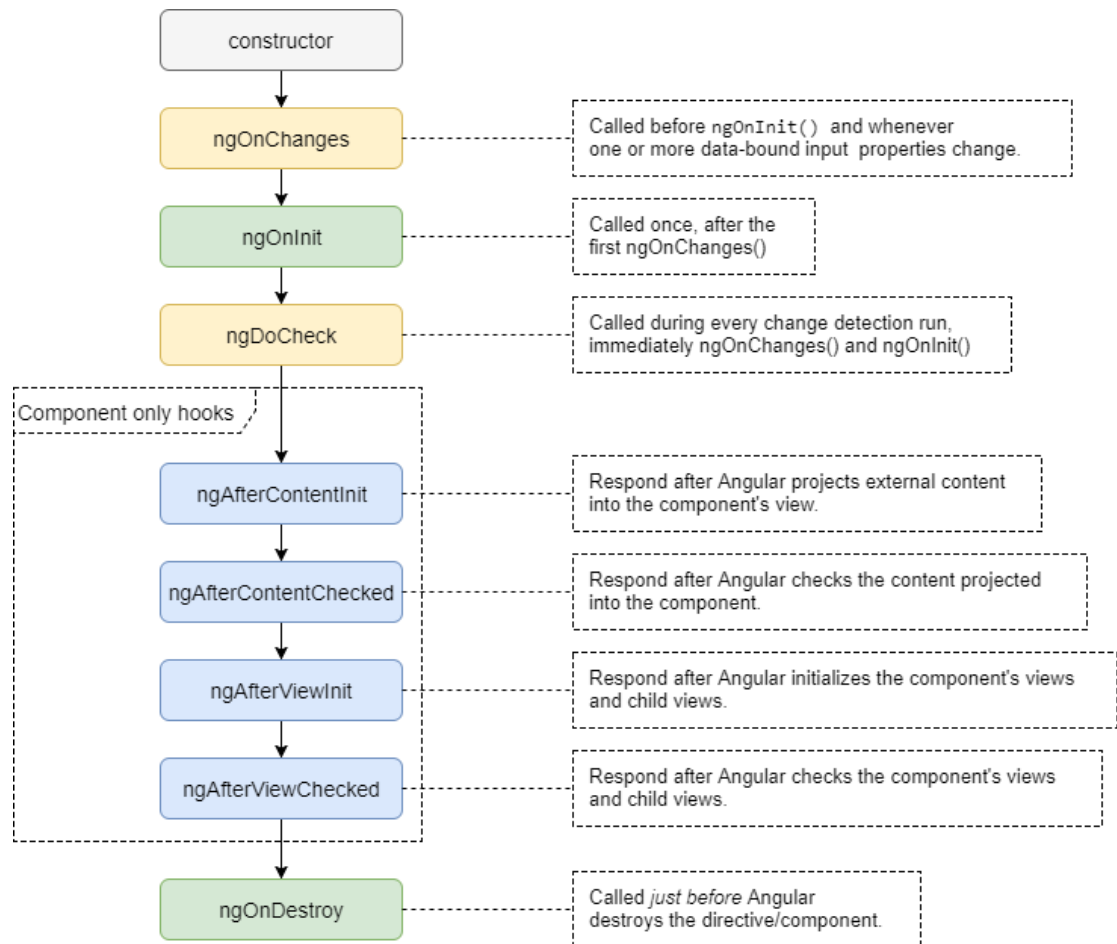 constructor
ngOnChanges
Called before ngOnInit() and whenever
one or more data-bound input properties change.
ngOnInit
Called once, after the
first ngOnChanges()
ngDoCheck
Called during every change detection run,
immediately ngOnChanges() and ngOnInit()
Component only hooks
ngAfterContentInit
Respond after Angular projects external content
into the component's view.
ngAfterContentChecked
Respond after Angular checks the content projected
into the component.
ngAfterViewInit
Respond after Angular initializes the component's views
and child views.
ngAfterViewChecked
Respond after Angular checks the component's views
and child views.
ngOnDestroy
Called just before Angular
destroys the directive/component.